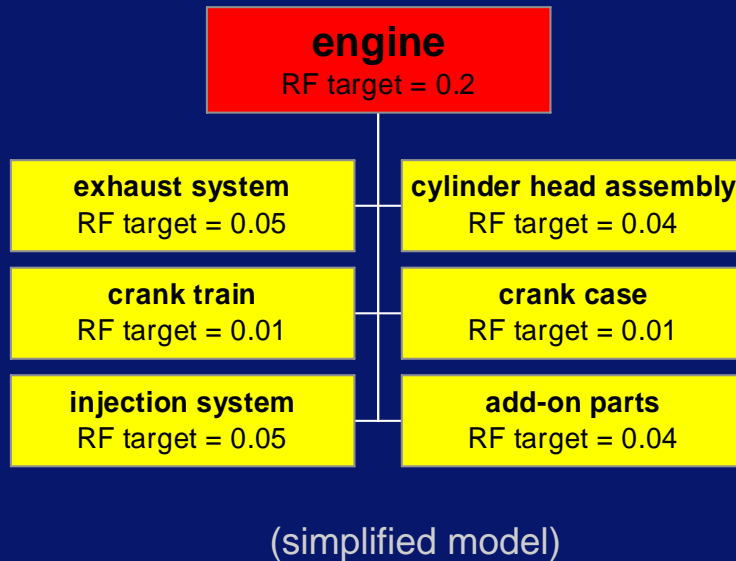 engine
RF target = 0.2
exhaust system
RF target = 0.05
cylinder head assembly
RF target = 0.04
crank train
RF target = 0.01
crank case
RF target = 0.01
injection system
RF target = 0.05
add-on parts
RF target = 0.04
(simplified model)